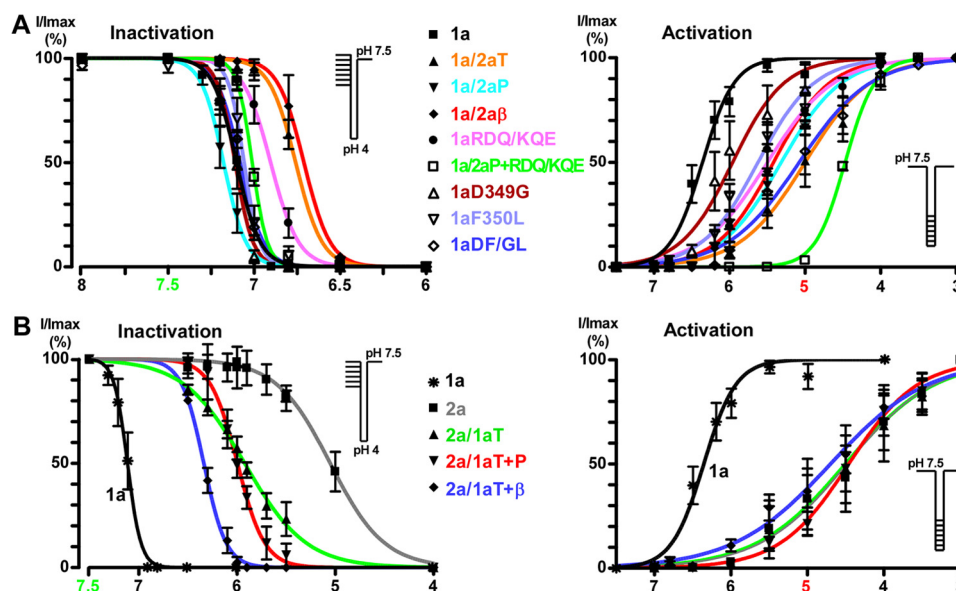 A
I/Imax
(%)
Inactivation
100
50
0
8
7.5
7
6.5
6
pH 7.5
pH 4
1a
1a/2aT
1a/2aP
1a/2aβ
1aRDQ/KQE
1a/2aP+RDQ/KQE
1aD349G
1aF350L
1aDF/GL
I/Imax
(%)
Activation
100
50
0
7
6
5
4
3
pH 7.5
B
I/Imax
(%)
Inactivation
100
50
0
1a
7.5
7
6
5
4
pH 7.5
pH 4
1a
2a
2a/1aT
2a/1aT+P
2a/1aT+β
I/Imax
(%)
Activation
100
50
0
1a
7
6
5
4
pH 7.5